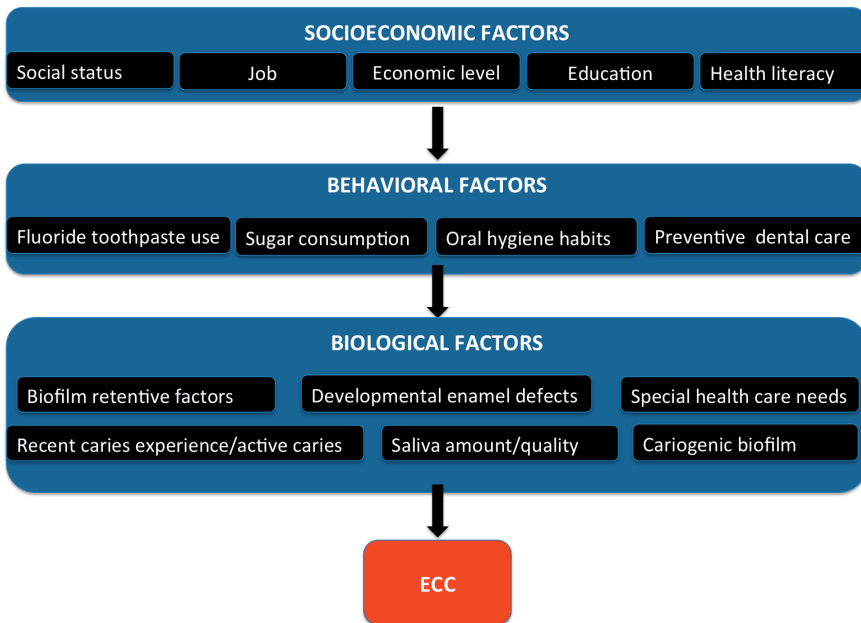 SOCIOECONOMIC FACTORS
Social status
Job
Economic level
Education
Health literacy
BEHAVIORAL FACTORS
Fluoride toothpaste use
Sugar consumption
Oral hygiene habits
Preventive dental care
BIOLOGICAL FACTORS
Biofilm retentive factors
Developmental enamel defects
Special health care needs
Recent caries experience/active caries
Saliva amount/quality
Cariogenic biofilm
ECC